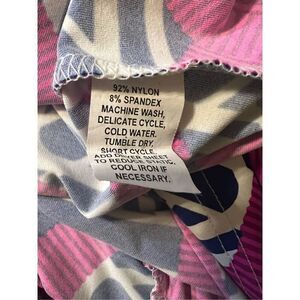 92% NYLON
8% SPANDEX
MACHINE WASH,
DELICATE CYCLE,
COLD WATER.
TUMBLE DRY,
SHORT CYCLE.
ADD DRYER SHEET
TO REDUCE STATIC.
COOL IRON IF
NECESSARY.